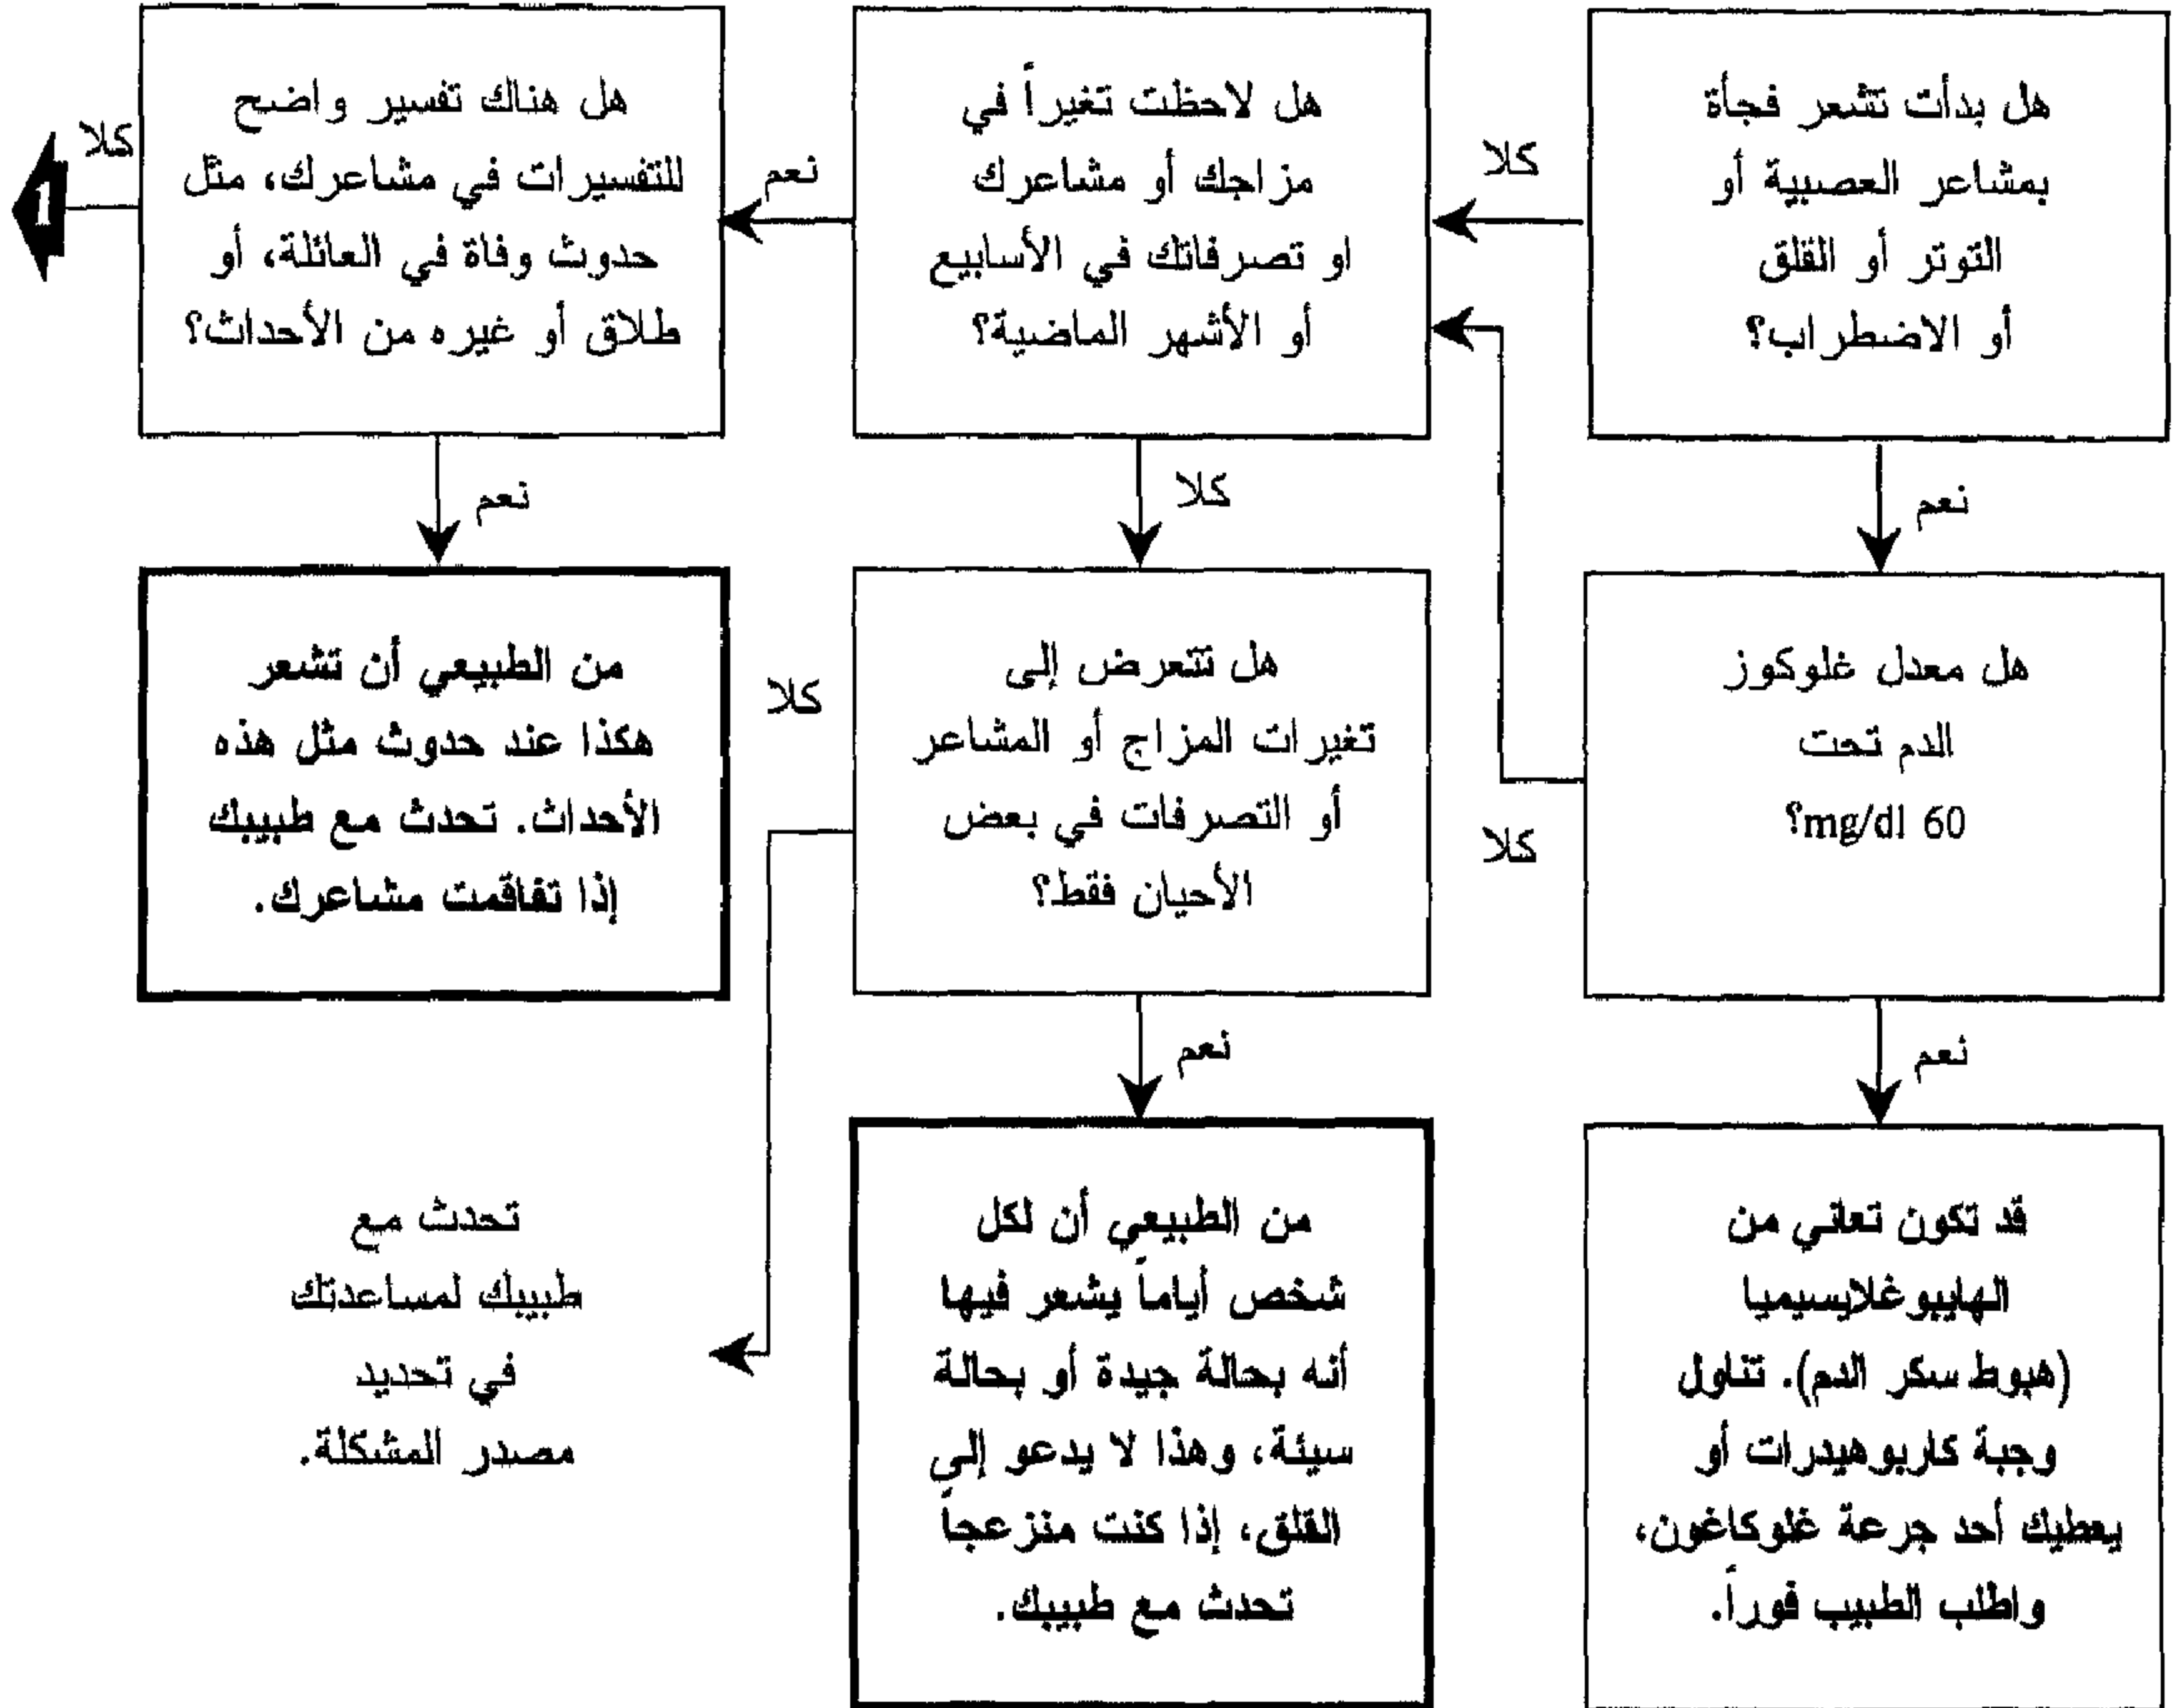 هل بدأت تشعر فجأة
بمشاعر العصبية أو
التوتر أو القلق
أو الاضطراب؟
كلا
نعم
هل لاحظت تغيراً في
مزاجك أو مشاعرك
او تصرفاتك في الأسابيع
أو الأشهر الماضية؟
نعم
كلا
هل هناك تفسير واضح
للتفسيرات في مشاعرك، مثل
حدوث وفاة في العائلة، أو
طلاق أو غيره من الأحداث؟
كلا
1
نعم
هل معدل غلوكوز
الدم تحت
60 mg/dl؟
كلا
نعم
هل تتعرض إلى
تغيرات المزاج أو المشاعر
أو التصرفات في بعض
الأحيان فقط؟
كلا
نعم
من الطبيعي أن تشعر
هكذا عند حدوث مثل هذه
الأحداث. تحدث مع طبيبك
إذا تفاقمت مشاعرك.
قد تكون تعاني من
الهايبوغلايسيميا
(هبوط سكر الدم). تناول
وجبة كاربوهيدرات أو
يعطيك أحد جرعة غلوكاغون،
واطلب الطبيب فوراً.
من الطبيعي أن لكل
شخص أياماً يشعر فيها
أنه بحالة جيدة أو بحالة
سيئة، وهذا لا يدعو إلى
القلق، إذا كنت منزعجاً
تحدث مع طبيبك.
تحدث مع
طبيبك لمساعدتك
في تحديد
مصدر المشكلة.